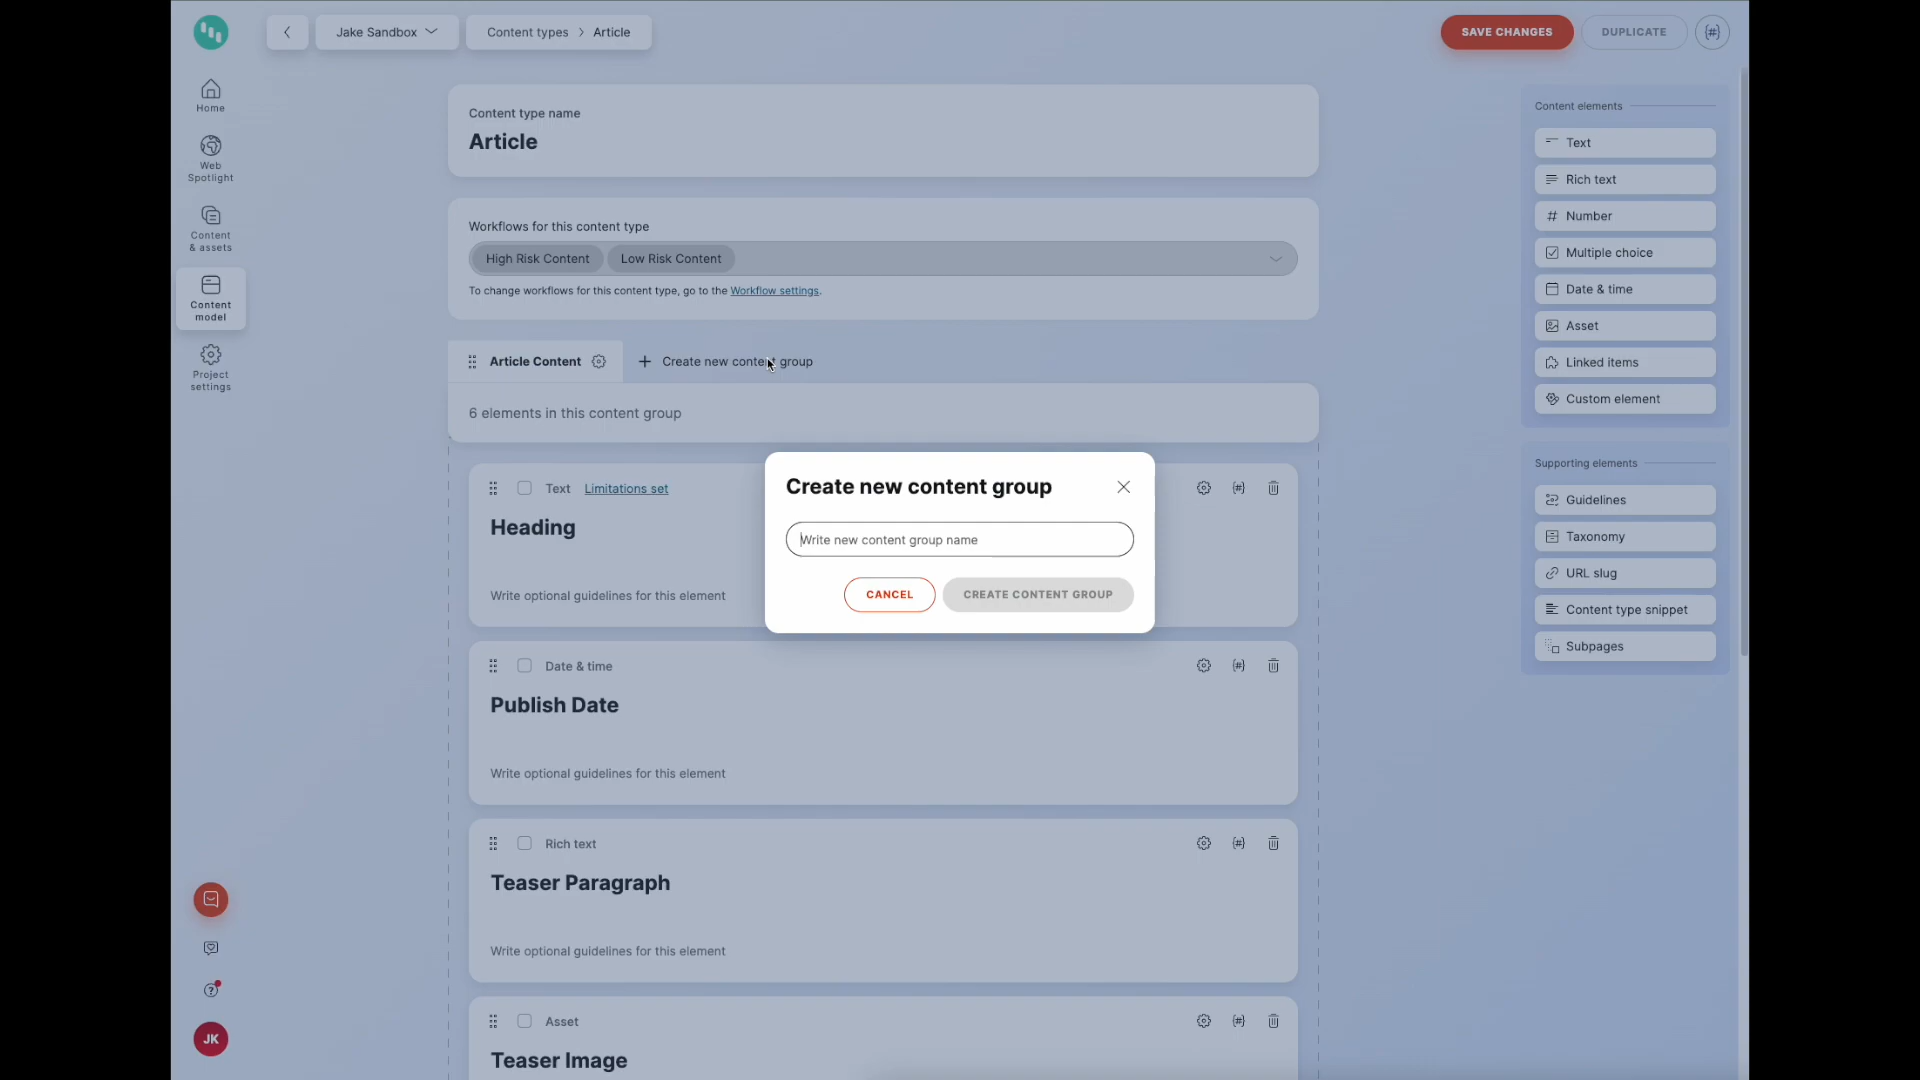 Jake Sandbox
Content types > Article
SAVE CHANGES
DUPLICATE
Home
Web
Spotlight
Content
& assets
Content
model
Project
settings
JK
Content type name
Article
Workflows for this content type
High Risk Content
Low Risk Content
To change workflows for this content type, go to the Workflow settings.
Article Content
Create new content group
6 elements in this content group
Text Limitations set
Heading
Write optional guidelines for this element
Date & time
Publish Date
Write optional guidelines for this element
Rich text
Teaser Paragraph
Write optional guidelines for this element
Asset
Teaser Image
Create new content group
Write new content group name
CANCEL
CREATE CONTENT GROUP
Content elements
Text
Rich text
Number
Multiple choice
Date & time
Asset
Linked items
Custom element
Supporting elements
Guidelines
Taxonomy
URL slug
Content type snippet
Subpages